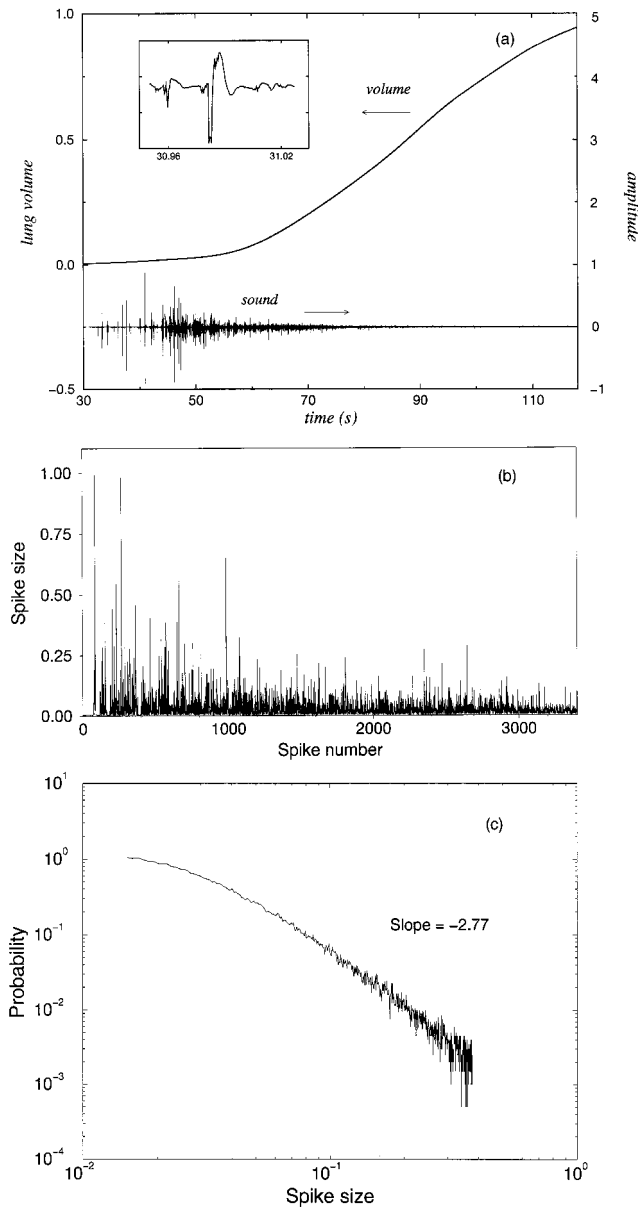 (a)
1.0
0.5
0.0
−0.5
lung volume
5
4
3
2
1
0
−1
amplitude
30.96 31.02
volume
sound
30 50 70 90 110
time (s)
(b)
1.00
0.75
0.50
0.25
0.00
Spike size
0 1000 2000 3000
Spike number
(c)
10^1
10^0
10^−1
10^−2
10^−3
10^−4
Probability
Slope = −2.77
10^−2 10^−1 10^0
Spike size